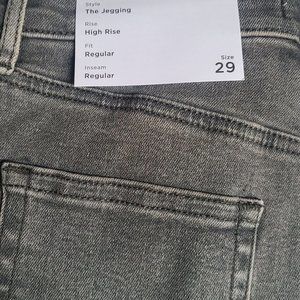 Style
The Jegging
Rise
High Rise
Fit
Regular
Inseam
Regular
Size
29